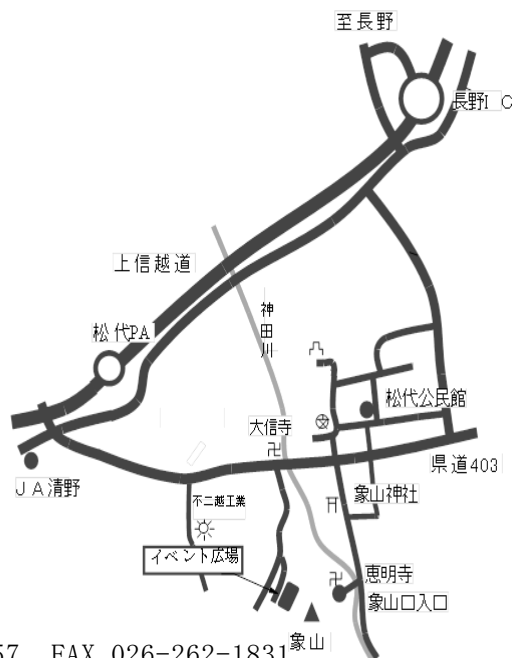 至長野
長野IC
上信越道
神田川
松代PA
松代公民館
大信寺
県道403
JA清野
不二越工業
象山神社
イベント広場
恵明寺
象山口入口
象山
57 FAX 026-262-1831